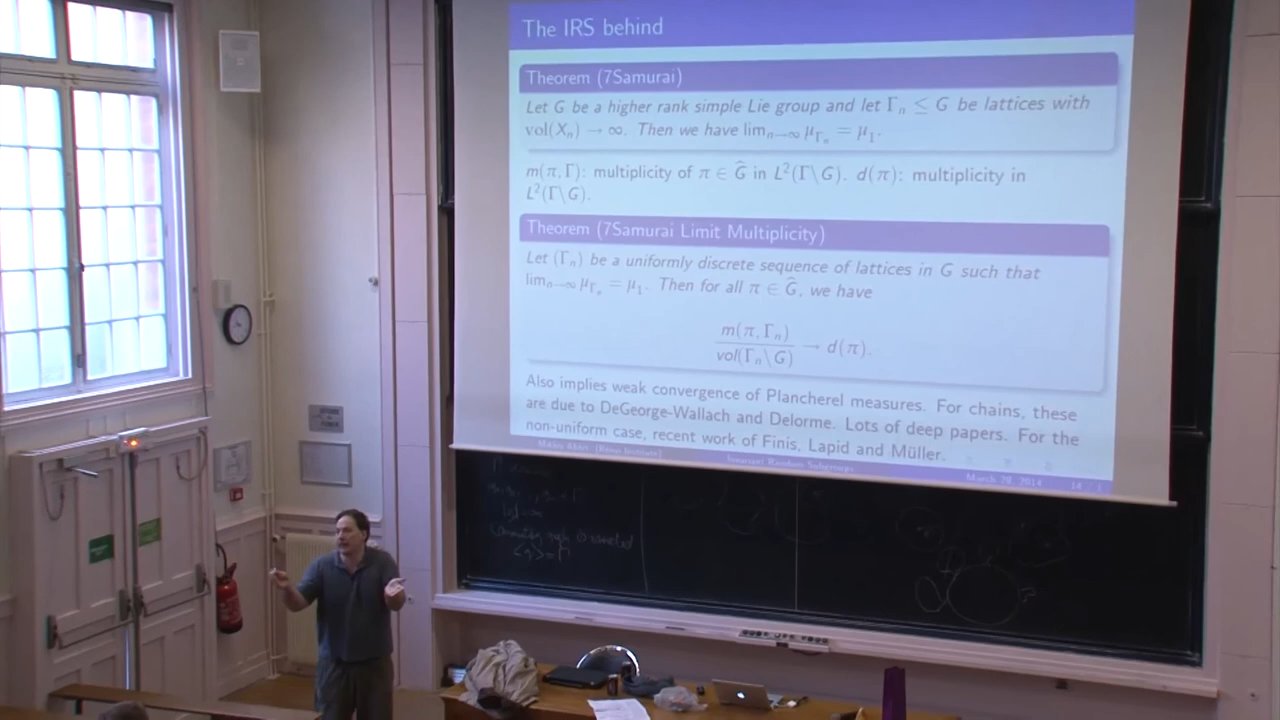 The IRS behind
Theorem (7Samurai)
Let G be a higher rank simple Lie group and let Γₙ ≤ G be lattices with
vol(Xₙ) → ∞. Then we have limₙ→∞ μ_Γₙ = μ₁.
m(π, Γ): multiplicity of π ∈ Ĝ in L²(Γ\G). d(π): multiplicity in
L²(Γ\G).
Theorem (7Samurai Limit Multiplicity)
Let (Γₙ) be a uniformly discrete sequence of lattices in G such that
limₙ→∞ μ_Γₙ = μ₁. Then for all π ∈ Ĝ, we have
m(π, Γₙ)
vol(Γₙ\G) → d(π).
Also implies weak convergence of Plancherel measures. For chains, these
are due to DeGeorge-Wallach and Delorme. Lots of deep papers. For the
non-uniform case, recent work of Finis, Lapid and Müller.
Invariant Random Subgroups
March 28, 2014
14 / 1